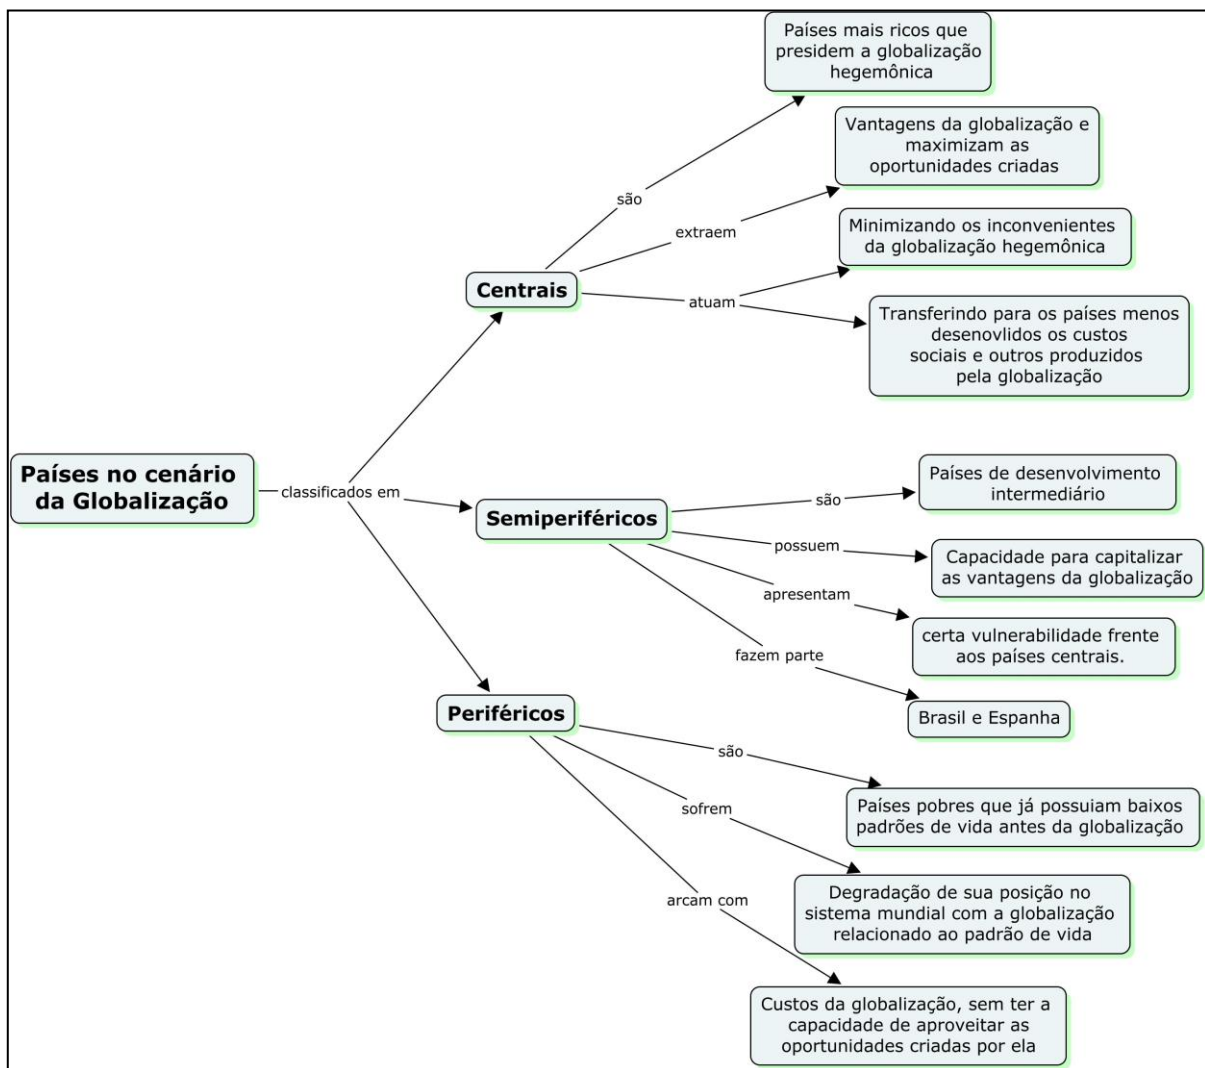 Países mais ricos que
presidem a globalização
hegemônica
Vantagens da globalização e
maximizam as
oportunidades criadas
são
extraem
Minimizando os inconvenientes
da globalização hegemônica
Centrais
atuam
Transferindo para os países menos
desenovlidos os custos
sociais e outros produzidos
pela globalização
Países no cenário
da Globalização
classificados em
Semiperiféricos
são
Países de desenvolvimento
intermediário
possuem
Capacidade para capitalizar
as vantagens da globalização
apresentam
certa vulnerabilidade frente
aos países centrais.
fazem parte
Brasil e Espanha
Periféricos
são
Países pobres que já possuiam baixos
padrões de vida antes da globalização
sofrem
Degradação de sua posição no
sistema mundial com a globalização
relacionado ao padrão de vida
arcam com
Custos da globalização, sem ter a
capacidade de aproveitar as
oportunidades criadas por ela